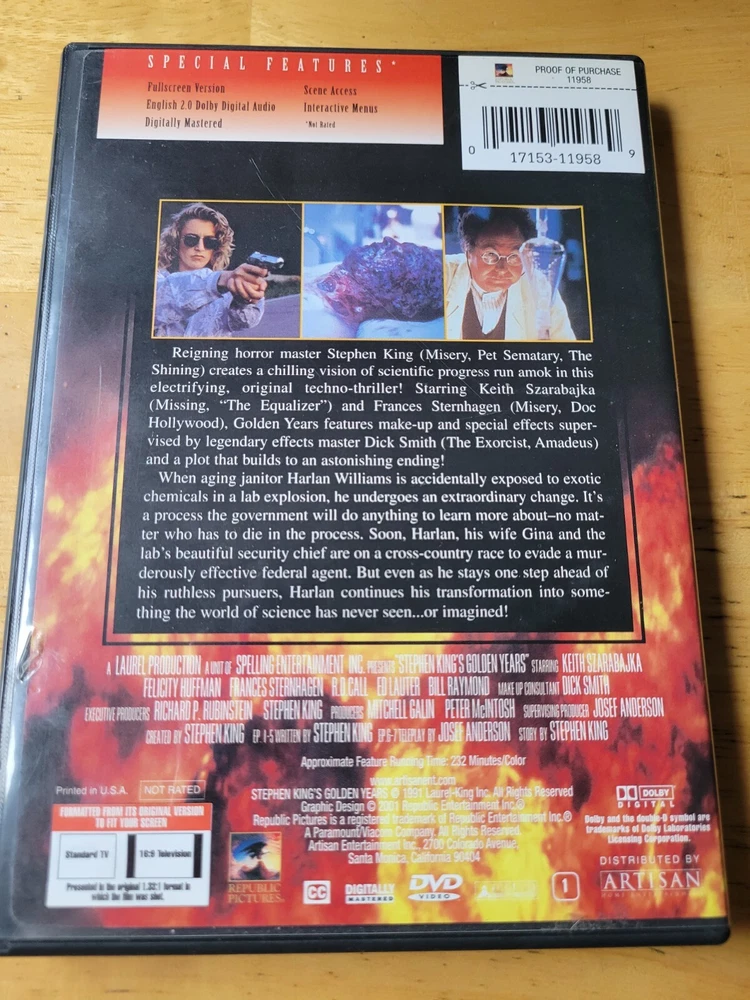 SPECIAL FEATURES*
Fullscreen Version
English 2.0 Dolby Digital Audio
Digitally Mastered
Scene Access
Interactive Menus
*Not Rated
PROOF OF PURCHASE
11958
0 17153-11958 9
Reigning horror master Stephen King (Misery, Pet Sematary, The
Shining) creates a chilling vision of scientific progress run amok in this
electrifying, original techno-thriller! Starring Keith Szarabajka
(Missing, “The Equalizer”) and Frances Sternhagen (Misery, Doc
Hollywood), Golden Years features make-up and special effects super-
vised by legendary effects master Dick Smith (The Exorcist, Amadeus)
and a plot that builds to an astonishing ending!
When aging janitor Harlan Williams is accidentally exposed to exotic
chemicals in a lab explosion, he undergoes an extraordinary change. It’s
a process the government will do anything to learn more about–no mat-
ter who has to die in the process. Soon, Harlan, his wife Gina and the
lab’s beautiful security chief are on a cross-country race to evade a mur-
derously effective federal agent. But even as he stays one step ahead of
his ruthless pursuers, Harlan continues his transformation into some-
thing the world of science has never seen...or imagined!
A LAUREL PRODUCTION A UNIT OF SPELLING ENTERTAINMENT INC. PRESENTS "STEPHEN KING'S GOLDEN YEARS" STARRING KEITH SZARABAJKA
FELICITY HUFFMAN FRANCES STERNHAGEN R.D. CALL ED LAUTER BILL RAYMOND MAKE UP CONSULTANT DICK SMITH
EXECUTIVE PRODUCERS RICHARD P. RUBINSTEIN STEPHEN KING PRODUCERS MITCHELL GALIN PETER McINTOSH SUPERVISING PRODUCER JOSEF ANDERSON
CREATED BY STEPHEN KING EP. 1-5 WRITTEN BY STEPHEN KING EP. 6-7 TELEPLAY BY JOSEF ANDERSON STORY BY STEPHEN KING
Approximate Feature Running Time: 232 Minutes/Color
www.artisanent.com
STEPHEN KING'S GOLDEN YEARS © 1991 Laurel-King Inc. All Rights Reserved
Graphic Design © 2001 Republic Entertainment Inc.®
Republic Pictures is a registered trademark of Republic Entertainment Inc.®
A Paramount/Viacom Company. All Rights Reserved.
Artisan Entertainment Inc., 2700 Colorado Avenue,
Santa Monica, California 90404
Printed in U.S.A.
NOT RATED
FORMATTED FROM ITS ORIGINAL VERSION
TO FIT YOUR SCREEN
Standard TV
16:9 Television
Presented in the original 1.32:1 format in
which the film was shot.
REPUBLIC
PICTURES
CC
DIGITALLY
MASTERED
DVD
VIDEO
1
DOLBY
DIGITAL
Dolby and the double-D symbol are
trademarks of Dolby Laboratories
Licensing Corporation.
DISTRIBUTED BY
ARTISAN
HOME ENTERTAINMENT